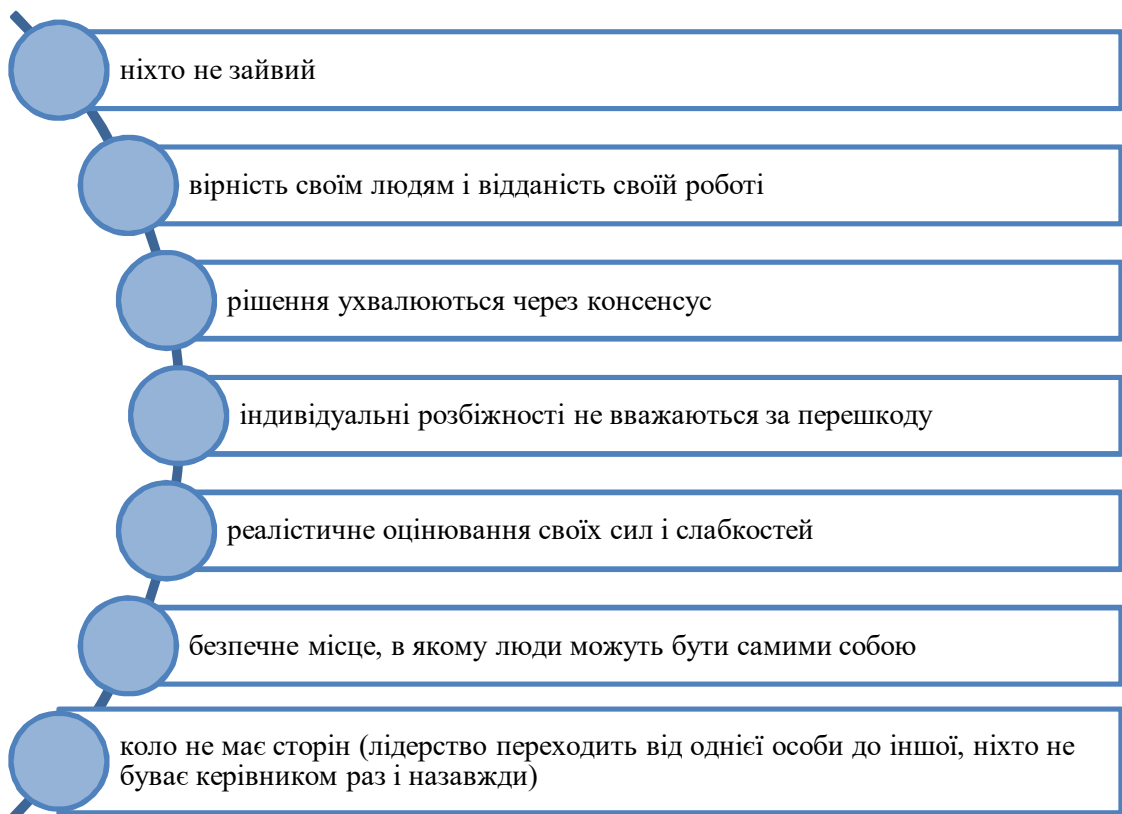 ніхто не зайвий
вірність своїм людям і відданість своїй роботі
рішення ухвалюються через консенсус
індивідуальні розбіжності не вважаються за перешкоду
реалістичне оцінювання своїх сил і слабкостей
безпечне місце, в якому люди можуть бути самими собою
коло не має сторін (лідерство переходить від однієї особи до іншої, ніхто не
буває керівником раз і назавжди)